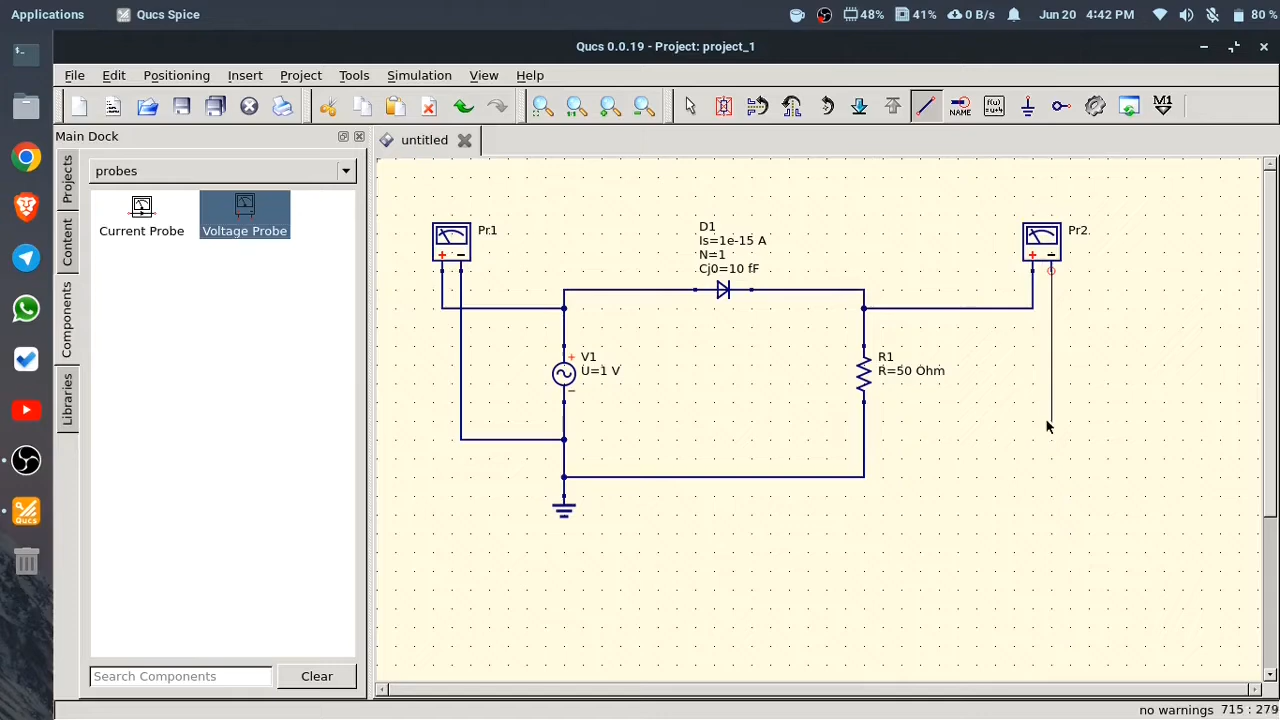 Applications
Qucs Spice
48%
41%
0 B/s
Jun 20
4:42 PM
80 %
Qucs 0.0.19 - Project: project_1
File
Edit
Positioning
Insert
Project
Tools
Simulation
View
Help
NAME
M1
Main Dock
untitled
Projects
Content
Components
Libraries
probes
Current Probe
Voltage Probe
Pr1
+ −
D1
Is=1e-15 A
N=1
Cj0=10 fF
Pr2
+ −
+
V1
U=1 V
−
R1
R=50 Ohm
QUCS
Search Components
Clear
no warnings
715 : 279